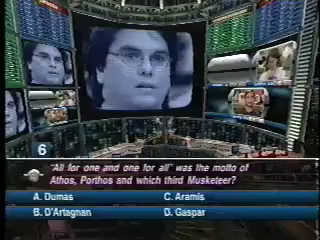 6
"All for one and one for all" was the motto of
Athos, Porthos and which third Musketeer?
A. Dumas
C. Aramis
B. D'Artagnan
D. Gaspar